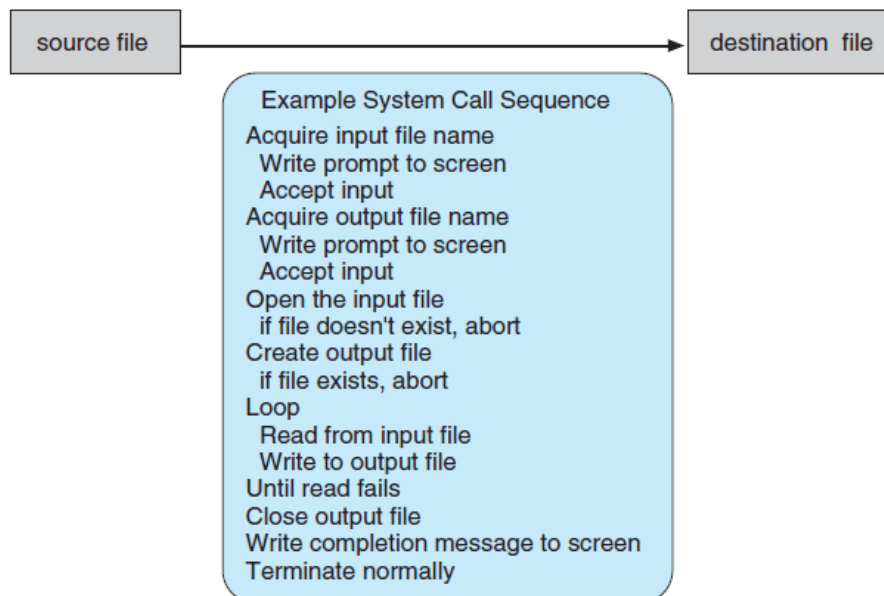 source file
destination file
Example System Call Sequence
Acquire input file name
Write prompt to screen
Accept input
Acquire output file name
Write prompt to screen
Accept input
Open the input file
if file doesn't exist, abort
Create output file
if file exists, abort
Loop
Read from input file
Write to output file
Until read fails
Close output file
Write completion message to screen
Terminate normally